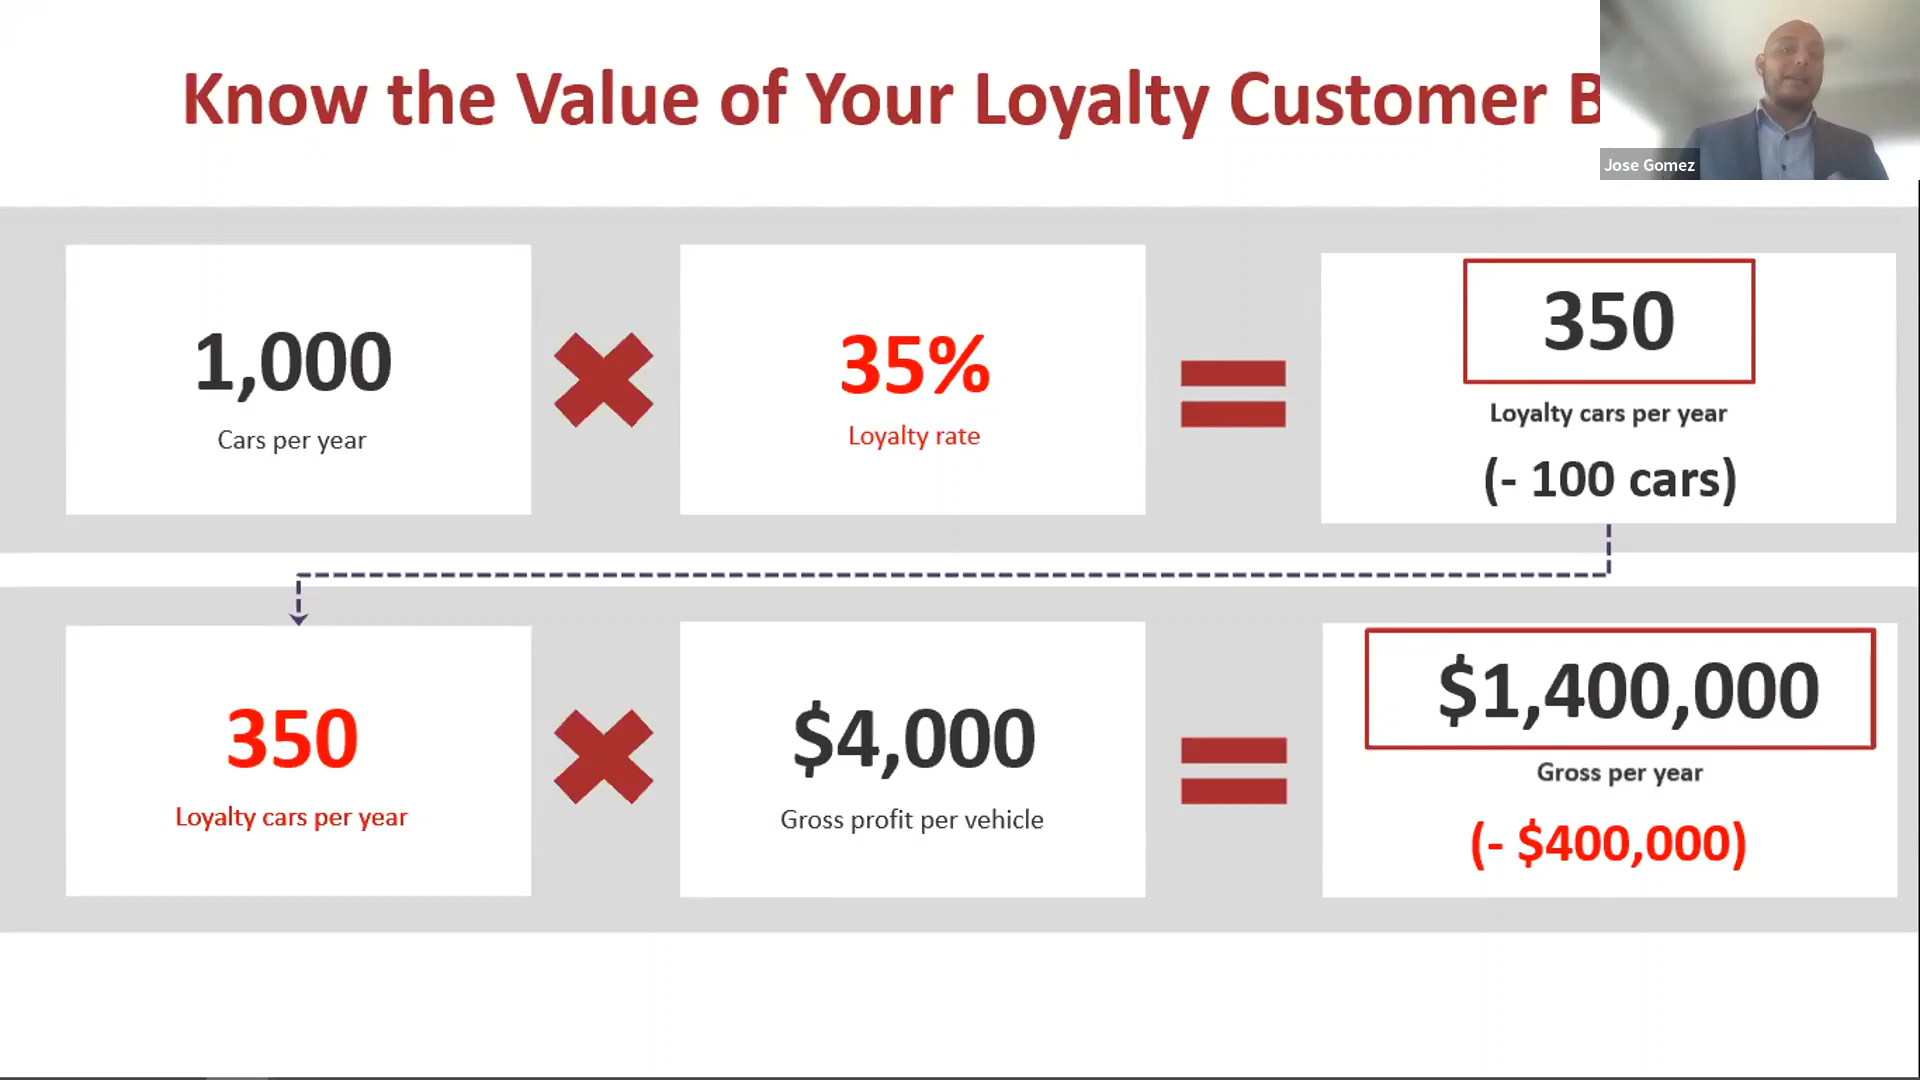 Know the Value of Your Loyalty Customer
Jose Gomez
1,000
Cars per year
35%
Loyalty rate
350
Loyalty cars per year
(- 100 cars)
350
Loyalty cars per year
$4,000
Gross profit per vehicle
$1,400,000
Gross per year
(- $400,000)